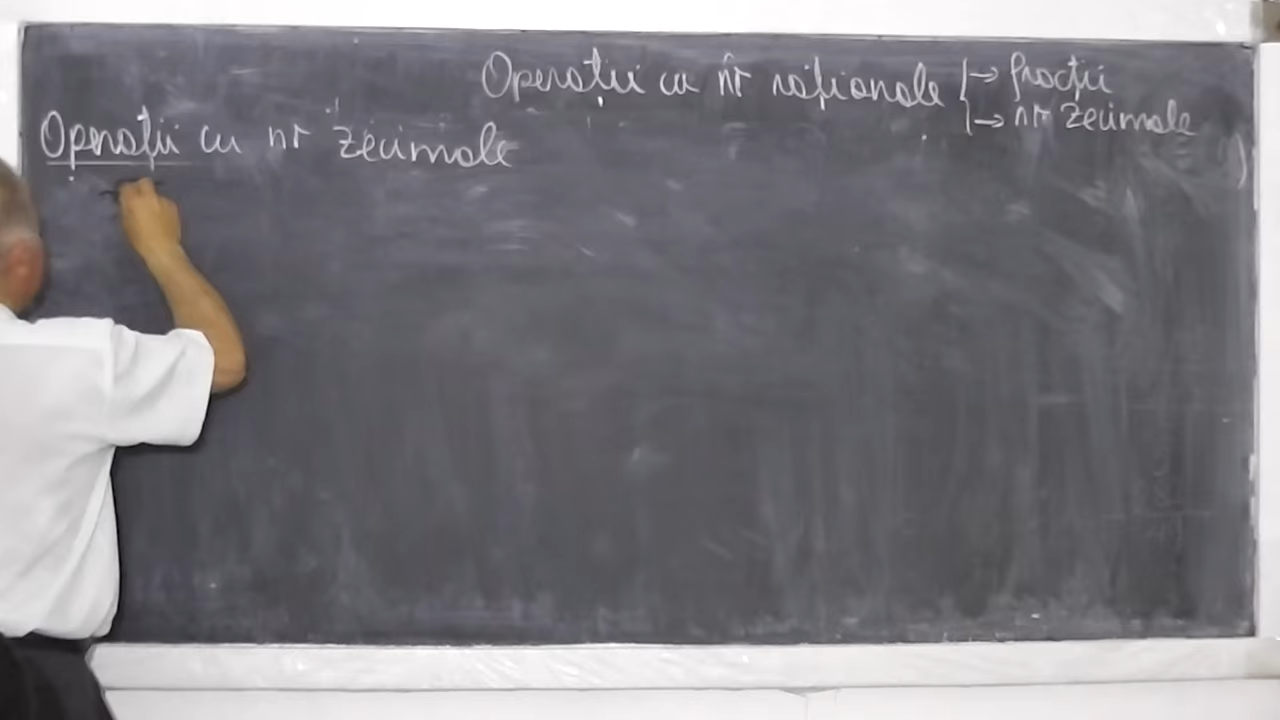 Operații cu nr raționale → fracții
→ nr zecimale
Operații cu nr zecimale